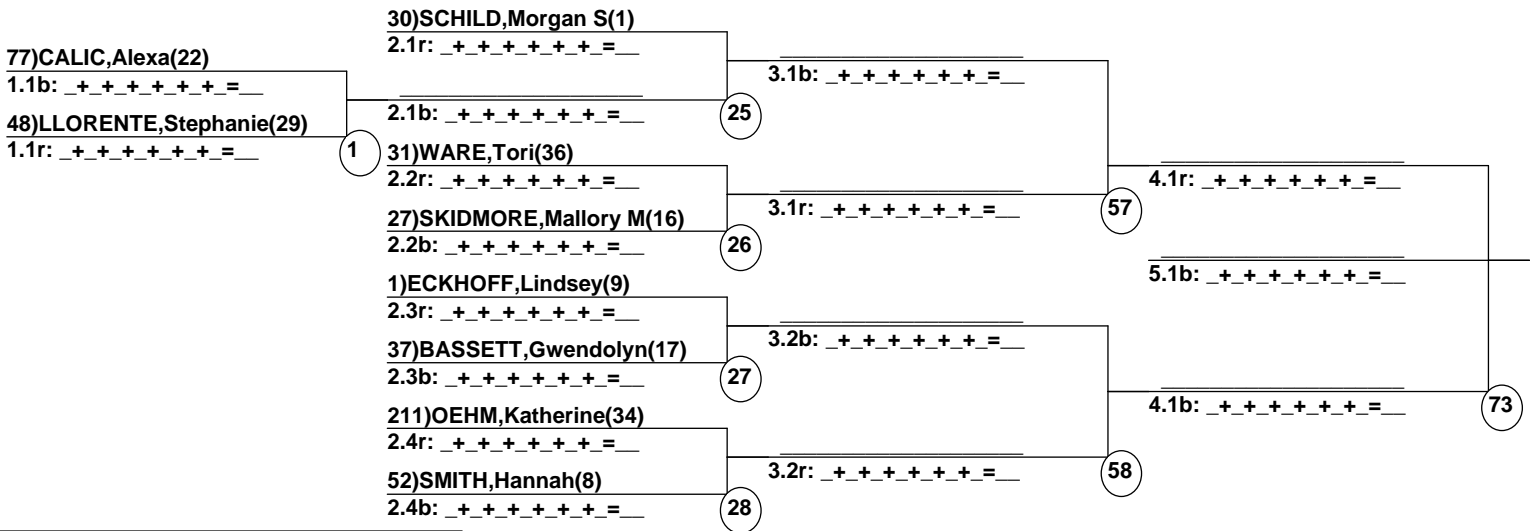 77)CALIC,Alexa(22)
1.1b: _+_+_+_+_+_=__
48)LLORENTE,Stephanie(29)
1.1r: _+_+_+_+_+_=__
1
30)SCHILD,Morgan S(1)
2.1r: _+_+_+_+_+_=__
2.1b: _+_+_+_+_+_=__
25
31)WARE,Tori(36)
2.2r: _+_+_+_+_+_=__
27)SKIDMORE,Mallory M(16)
2.2b: _+_+_+_+_+_=__
26
1)ECKHOFF,Lindsey(9)
2.3r: _+_+_+_+_+_=__
37)BASSETT,Gwendolyn(17)
2.3b: _+_+_+_+_+_=__
27
211)OEHM,Katherine(34)
2.4r: _+_+_+_+_+_=__
52)SMITH,Hannah(8)
2.4b: _+_+_+_+_+_=__
28
3.1b: _+_+_+_+_+_=__
3.1r: _+_+_+_+_+_=__
57
3.2b: _+_+_+_+_+_=__
3.2r: _+_+_+_+_+_=__
58
4.1r: _+_+_+_+_+_=__
4.1b: _+_+_+_+_+_=__
73
5.1b: _+_+_+_+_+_=__